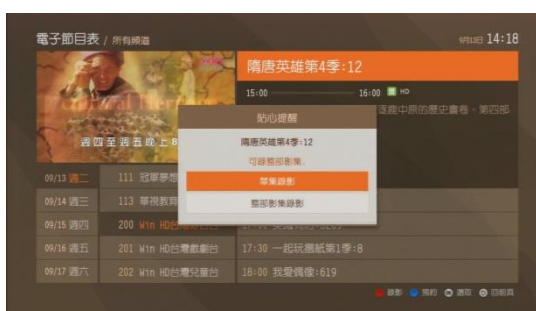 電子節目表 / 所有頻道
9月13日 14:18
隋唐英雄第4季:12
15:00 16:00 HD
逐鹿中原的歷史畫卷。第四部
週四至週五晚上8
貼心提醒
隋唐英雄第4季:12
可錄整部影集.
單集錄影
整部影集錄影
09/13 週二
111 冠軍夢想
09/14 週三
113 華視教育
09/15 週四
200 Win HD
09/16 週五
201 Win HD台灣戲劇台
17:30 一起玩摺紙第1季:8
09/17 週六
202 Win HD台灣兒童台
18:00 我愛偶像:619
錄影 預約 選取 回前頁